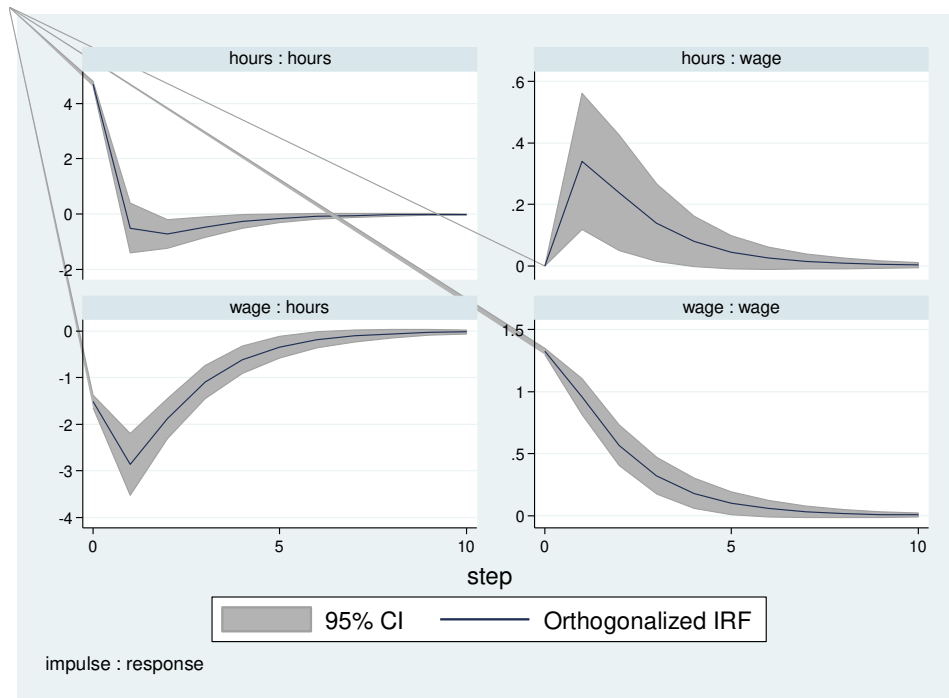 hours : hours
hours : wage
4
2
0
-2
.6
.4
.2
0
wage : hours
wage : wage
0
-1
-2
-3
-4
1.5
1
.5
0
0
5
10
0
5
10
step
95% CI
Orthogonalized IRF
impulse : response